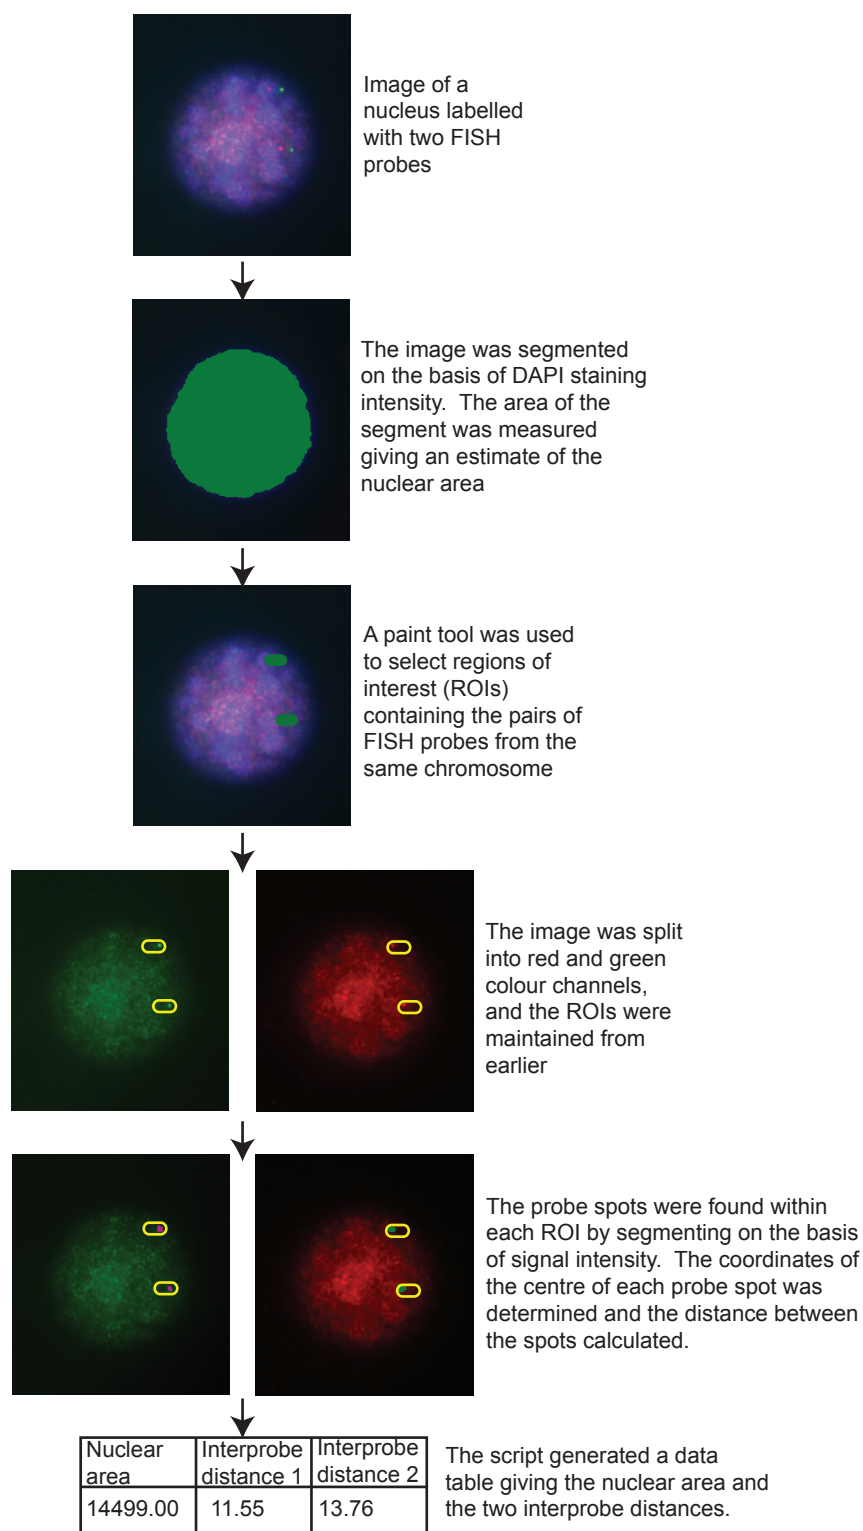 Image of a
nucleus labelled
with two FISH
probes
The image was segmented
on the basis of DAPI staining
intensity.  The area of the
segment was measured
giving an estimate of the
nuclear area
A paint tool was used
to select regions of
interest (ROIs)
containing the pairs of
FISH probes from the
same chromosome
The image was split
into red and green
colour channels,
and the ROIs were
maintained from
earlier
The probe spots were found within
each ROI by segmenting on the basis
of signal intensity.  The coordinates of
the centre of each probe spot was
determined and the distance between
the spots calculated.
Nuclear area Interprobe distance 1 Interprobe distance 2
14499.00 11.55 13.76
The script generated a data
table giving the nuclear area and
the two interprobe distances.